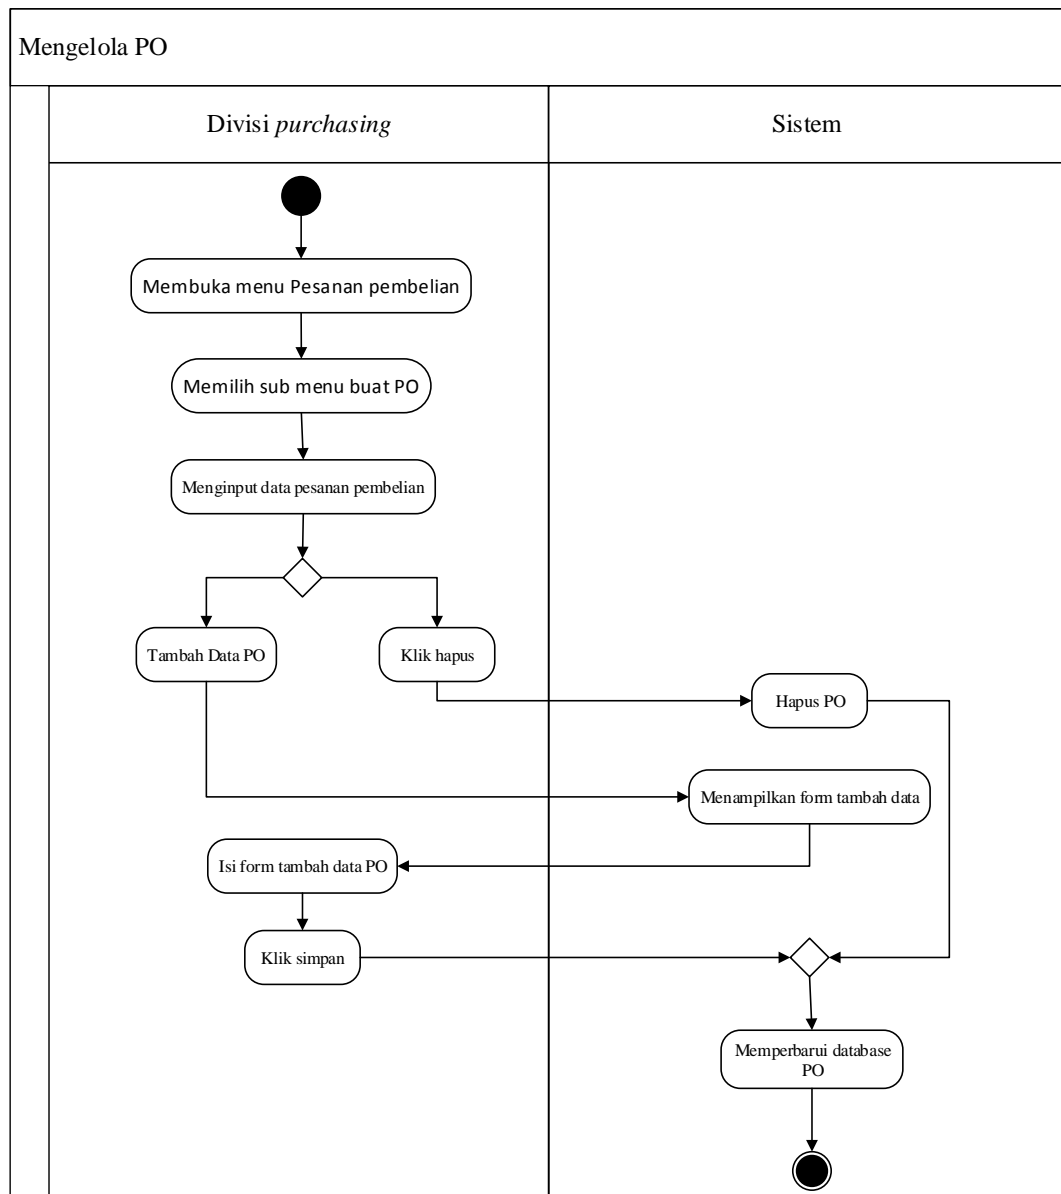 Mengelola PO
Divisi purchasing
Sistem
Membuka menu Pesanan pembelian
Memilih sub menu buat PO
Menginput data pesanan pembelian
Tambah Data PO
Klik hapus
Hapus PO
Menampilkan form tambah data
Isi form tambah data PO
Klik simpan
Memperbarui database
PO